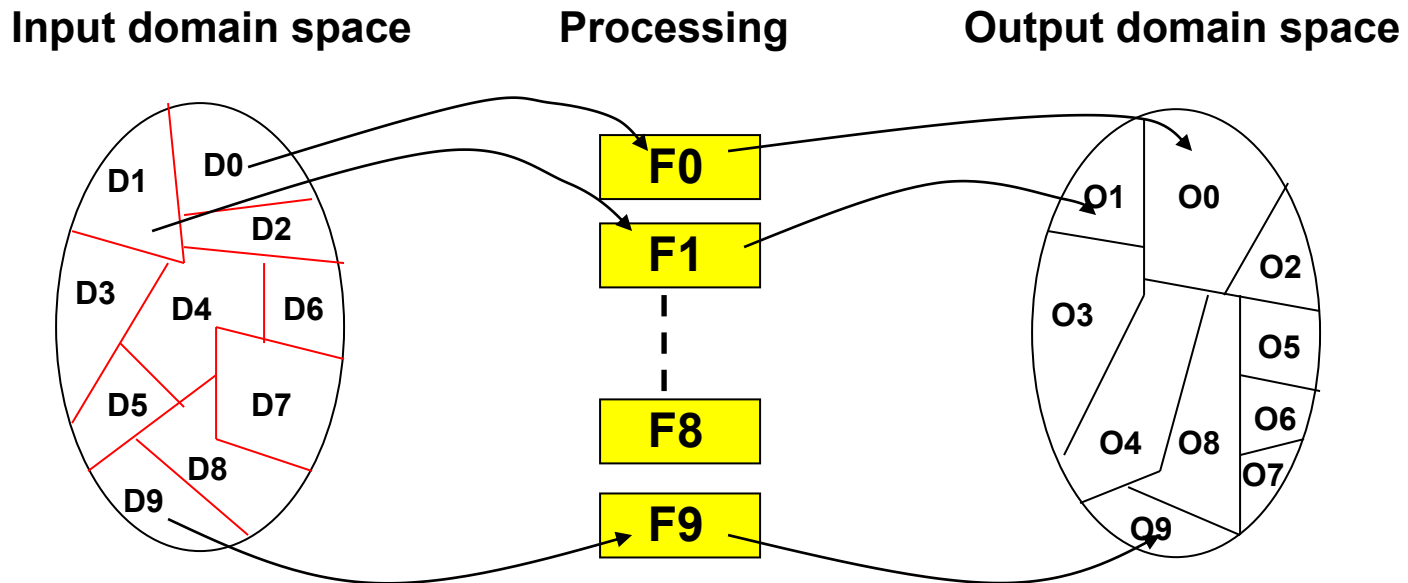 Input domain space
Processing
Output domain space
D0
D1
D2
D3
D4
D6
D5
D7
D8
D9
F0
F1
F8
F9
O1
O0
O2
O3
O5
O6
O4
O8
O7
O9